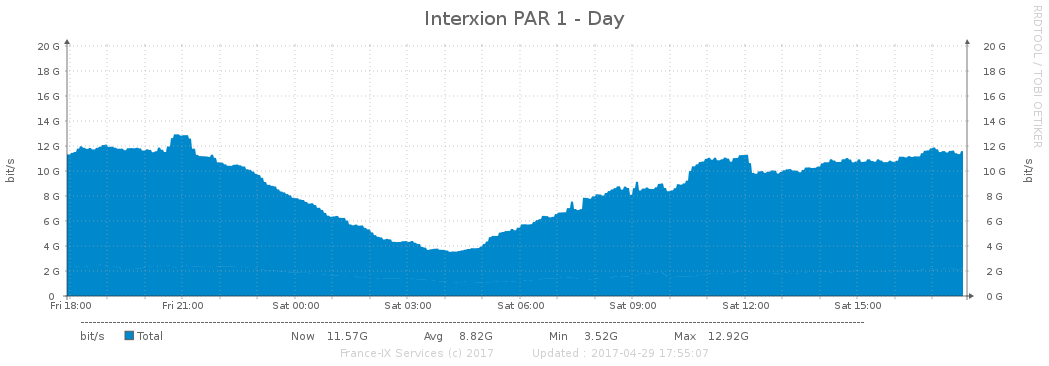 Interxion PAR 1 - Day
RRDTOOL / TOBI OETIKER
bit/s
20 G 20 G
18 G 18 G
16 G 16 G
14 G 14 G
12 G 12 G
10 G 10 G
8 G 8 G
6 G 6 G
4 G 4 G
2 G 2 G
0 0 G
bit/s
Fri 18:00 Fri 21:00 Sat 00:00 Sat 03:00 Sat 06:00 Sat 09:00 Sat 12:00 Sat 15:00
bit/s Total Now 11.57G Avg 8.82G Min 3.52G Max 12.92G
France-IX Services (c) 2017 Updated : 2017-04-29 17:55:07